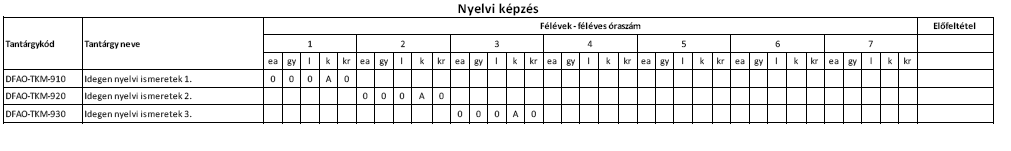 Nyelvi képzés
Félévek - féléves óraszám Előfeltétel
Tantárgykód Tantárgy neve 1 2 3 4 5 6 7
ea gy l k kr ea gy l k kr ea gy l k kr ea gy l k kr ea gy l k kr ea gy l k kr ea gy l k kr
DFAO-TKM-910 Idegen nyelvi ismeretek 1. 0 0 0 A 0
DFAO-TKM-920 Idegen nyelvi ismeretek 2. 0 0 0 A 0
DFAO-TKM-930 Idegen nyelvi ismeretek 3. 0 0 0 A 0